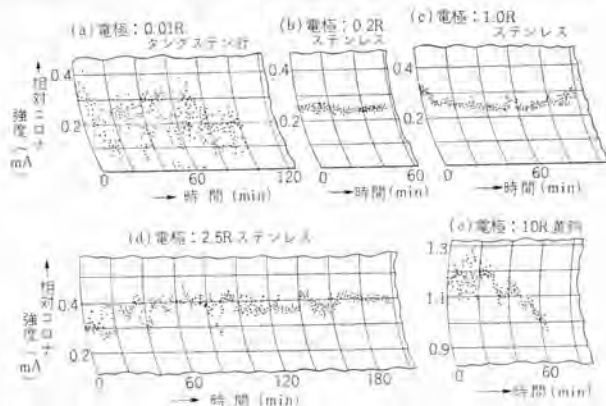 (a)電極:0.01R
タングステン針
(b)電極:0.2R
ステンレス
(c)電極:1.0R
ステンレス
相対コロナ
強度(mA)
0.4
0.2
0 60 120
時間(min)
0.4
0.2
0 60
時間(min)
0.4
0.2
0 60
時間(min)
(d)電極:2.5R ステンレス
(e)電極:10R 黄銅
相対コロナ
強度(mA)
0.4
0.2
0 60 120 180
時間(min)
1.3
1.1
0.9
0 60
時間(min)